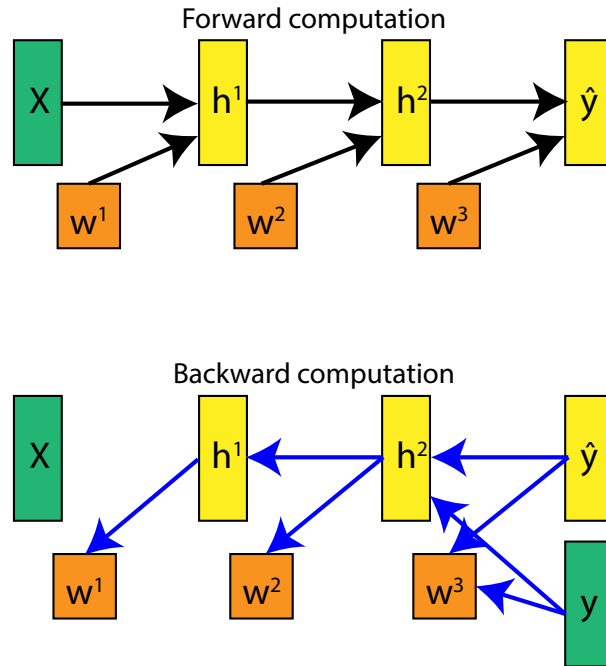 Forward computation
X h¹ h² ŷ
w¹ w² w³
Backward computation
X h¹ h² ŷ
w¹ w² w³ y